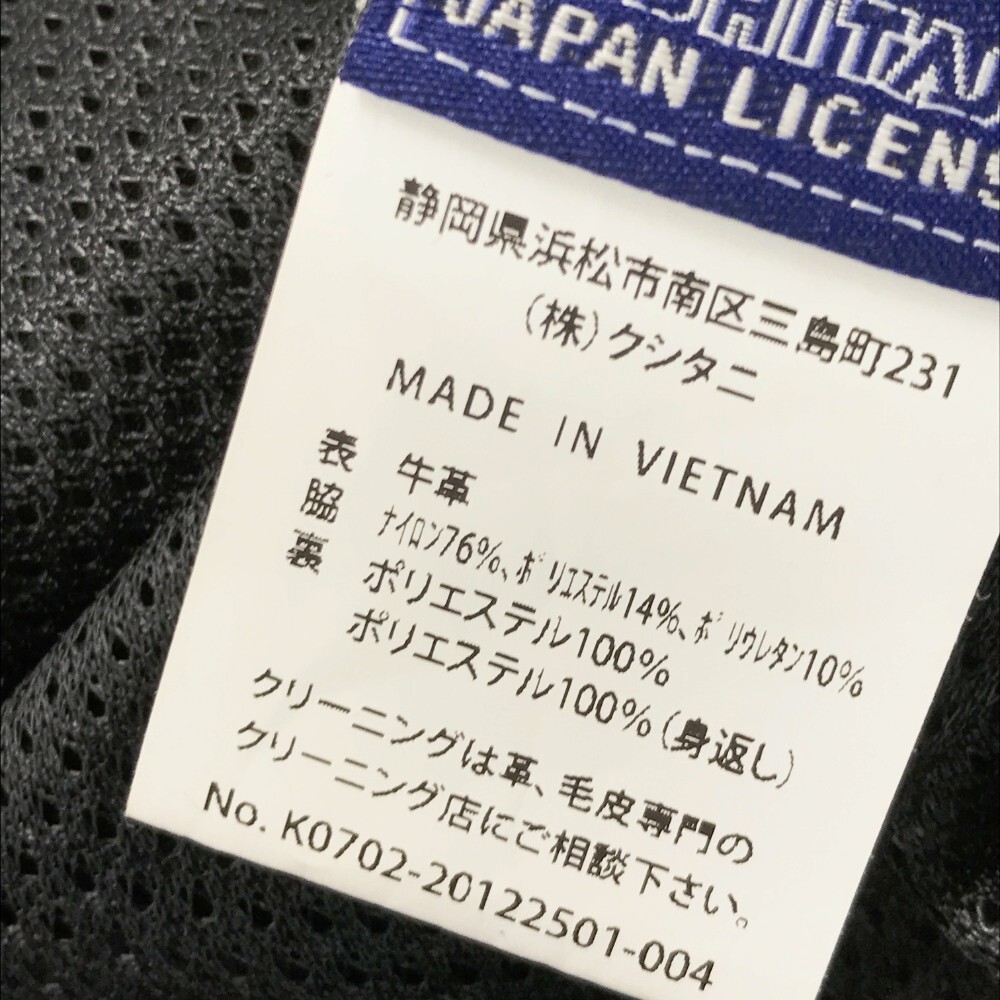 JAPAN LICENS
静岡県浜松市南区三島町231
(株)クシタニ
MADE IN VIETNAM
表 牛革
脇 ナイロン76%、ポリエステル14%、ポリウレタン10%
裏 ポリエステル100%
ポリエステル100%(身返し)
クリーニングは革、毛皮専門の
クリーニング店にご相談下さい。
No. K0702-20122501-004